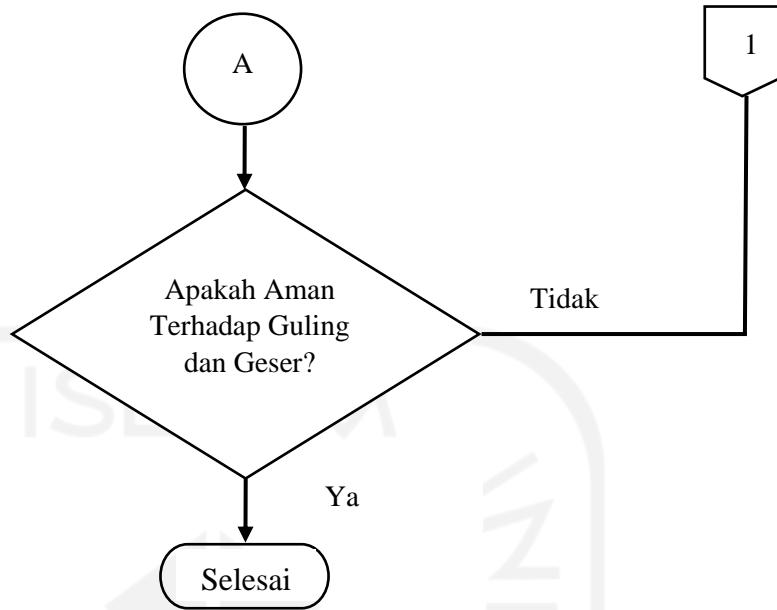 A
1
Apakah Aman
Terhadap Guling
dan Geser?
Tidak
Ya
Selesai